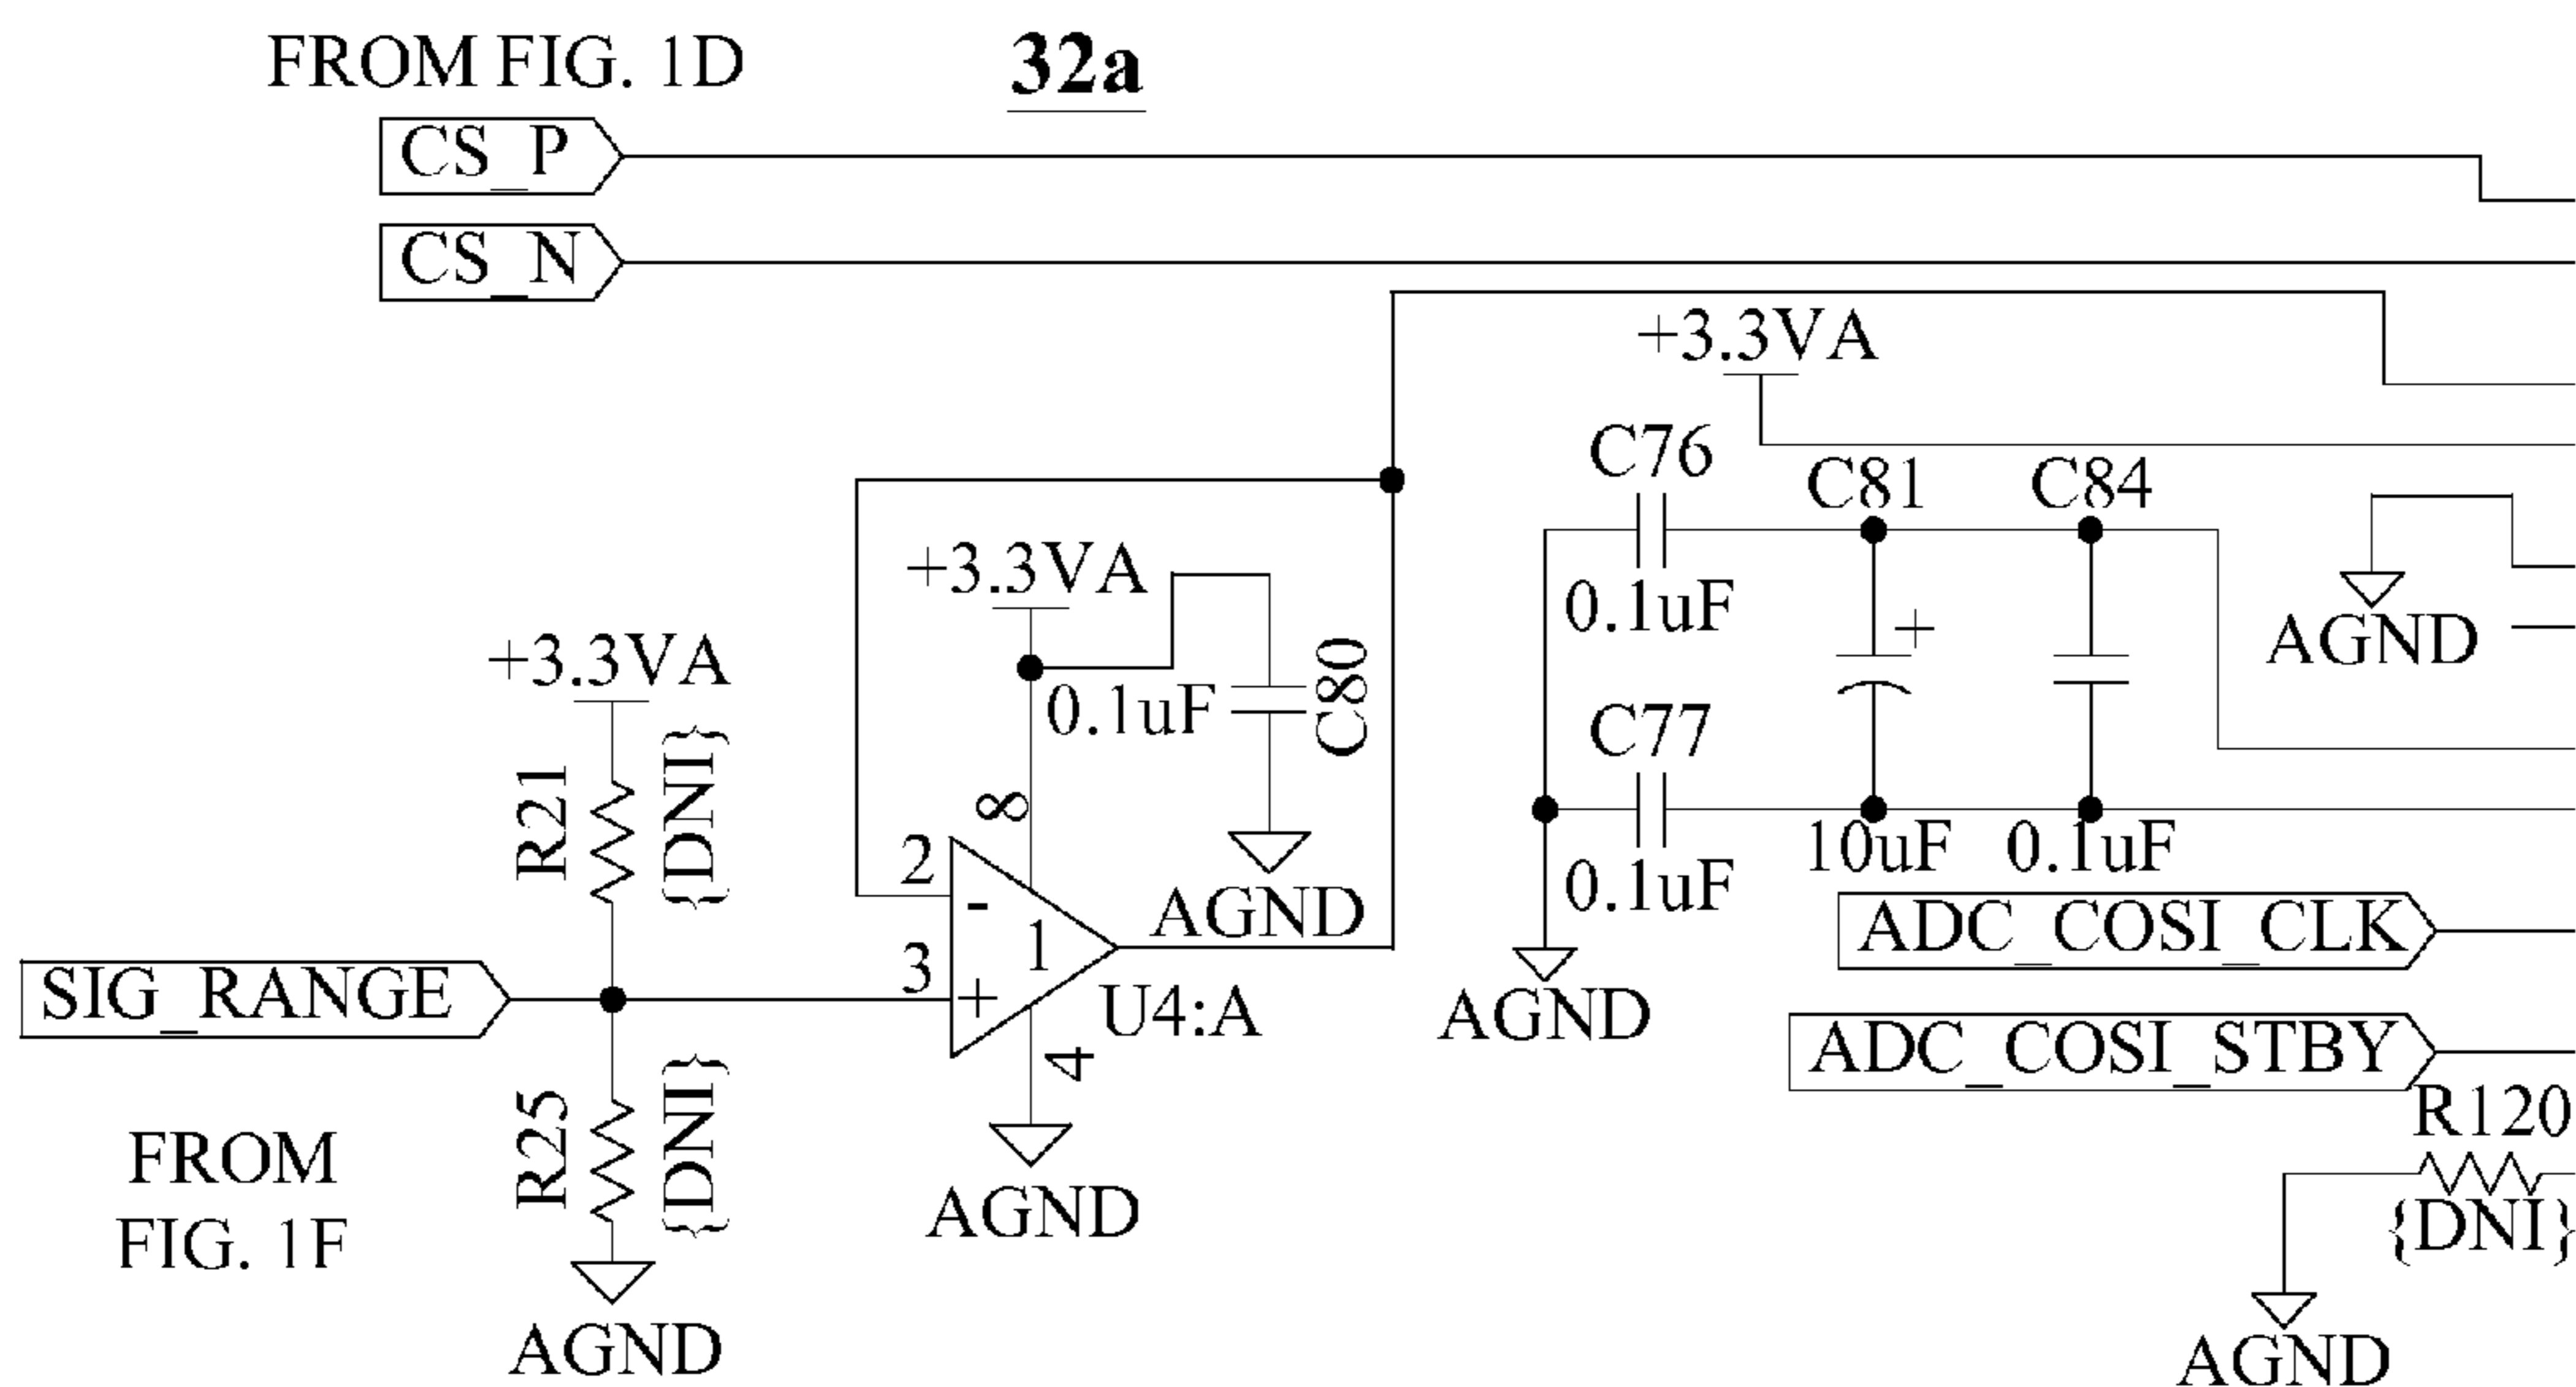 FROM FIG. 1D
32a
CS_P
CS_N
+3.3VA
C76
C81
C84
+3.3VA
0.1uF
+
AGND
+3.3VA
0.1uF
C80
C77
R21
{DNI}
8
2
-
0.1uF
10uF
0.1uF
AGND
ADC_COSI_CLK
1
3
+
SIG_RANGE
U4:A
AGND
ADC_COSI_STBY
4
R25
{DNI}
R120
FROM
FIG. 1F
AGND
{DNI}
AGND
AGND